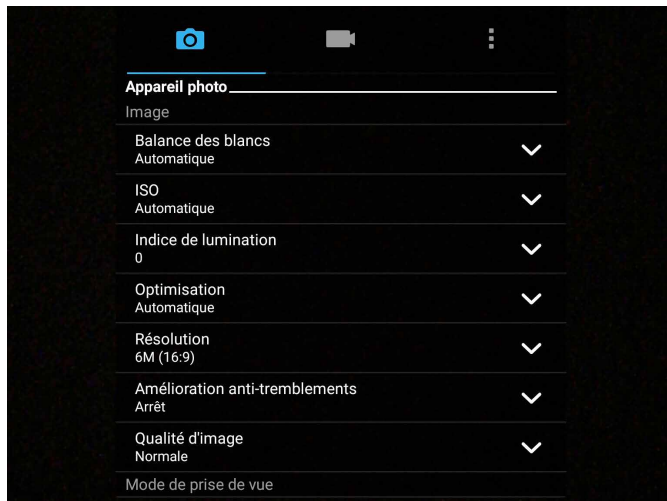 Appareil photo
Image
Balance des blancs
Automatique
ISO
Automatique
Indice de lumination
0
Optimisation
Automatique
Résolution
6M (16:9)
Amélioration anti-tremblements
Arrêt
Qualité d'image
Normale
Mode de prise de vue